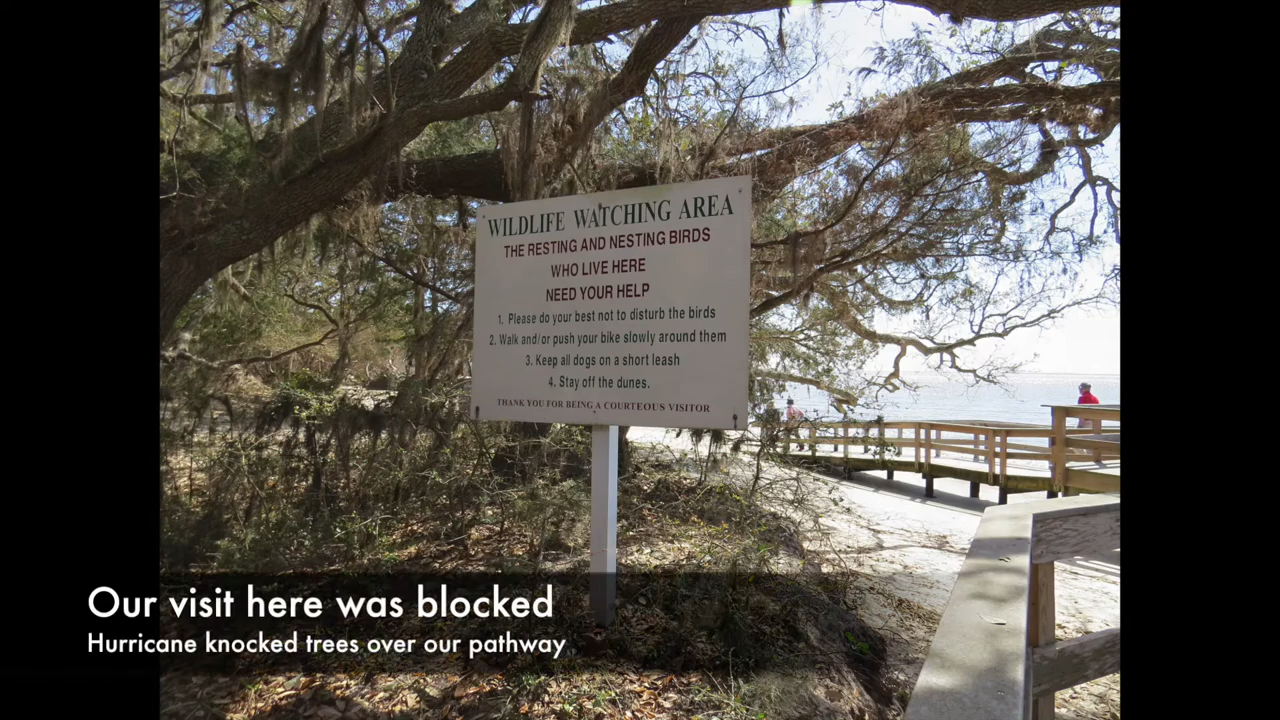 WILDLIFE WATCHING AREA
THE RESTING AND NESTING BIRDS
WHO LIVE HERE
NEED YOUR HELP
1. Please do your best not to disturb the birds
2. Walk and/or push your bike slowly around them
3. Keep all dogs on a short leash
4. Stay off the dunes.
THANK YOU FOR BEING A COURTEOUS VISITOR
Our visit here was blocked
Hurricane knocked trees over our pathway